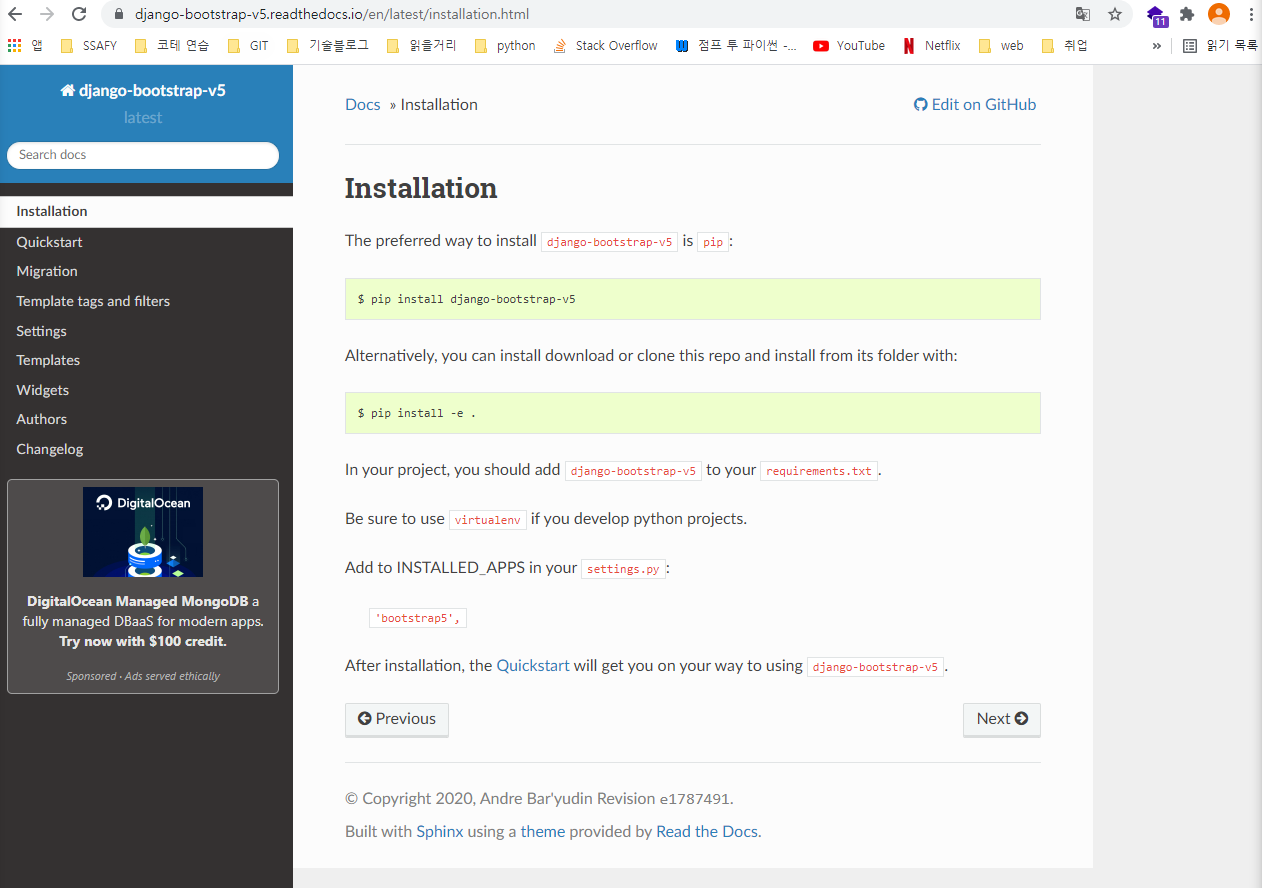 django-bootstrap-v5.readthedocs.io/en/latest/installation.html
11
앱 SSAFY 코테 연습 GIT 기술블로그 읽을거리 python Stack Overflow 점프 투 파이썬 -... YouTube Netflix web 취업 » 읽기 목록
django-bootstrap-v5
latest
Search docs
Installation
Quickstart
Migration
Template tags and filters
Settings
Templates
Widgets
Authors
Changelog
DigitalOcean
DigitalOcean Managed MongoDB a
fully managed DBaaS for modern apps.
Try now with $100 credit.
Sponsored · Ads served ethically
Docs » Installation
Edit on GitHub
Installation
The preferred way to install django-bootstrap-v5 is pip:
$ pip install django-bootstrap-v5
Alternatively, you can install download or clone this repo and install from its folder with:
$ pip install -e .
In your project, you should add django-bootstrap-v5 to your requirements.txt.
Be sure to use virtualenv if you develop python projects.
Add to INSTALLED_APPS in your settings.py:
'bootstrap5',
After installation, the Quickstart will get you on your way to using django-bootstrap-v5.
Previous
Next
© Copyright 2020, Andre Bar'yudin Revision e1787491.
Built with Sphinx using a theme provided by Read the Docs.